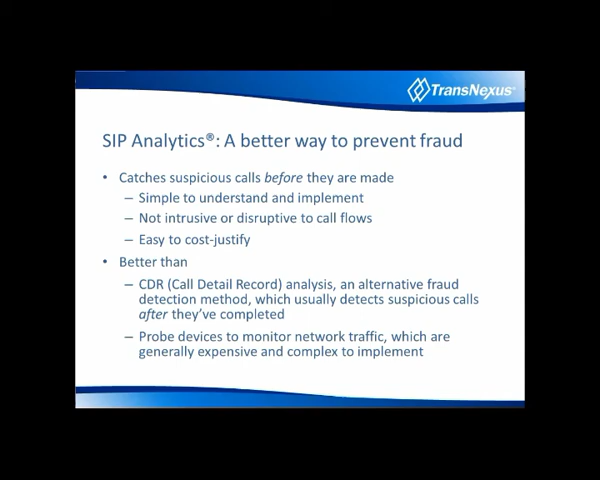 TransNexus
SIP Analytics®: A better way to prevent fraud
• Catches suspicious calls before they are made
– Simple to understand and implement
– Not intrusive or disruptive to call flows
– Easy to cost-justify
• Better than
– CDR (Call Detail Record) analysis, an alternative fraud
detection method, which usually detects suspicious calls
after they've completed
– Probe devices to monitor network traffic, which are
generally expensive and complex to implement